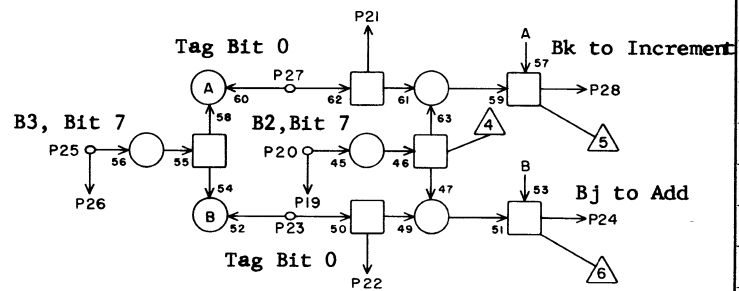 P21
A
Tag Bit 0
Bk to Increment
P27
57
A
60
62
61
59
P28
58
63
B3, Bit 7
B2, Bit 7
4
5
P25
56
55
P20
45
46
P26
54
P19
47
B
53
Bj to Add
B
52
P23
50
49
51
P24
Tag Bit 0
6
P22